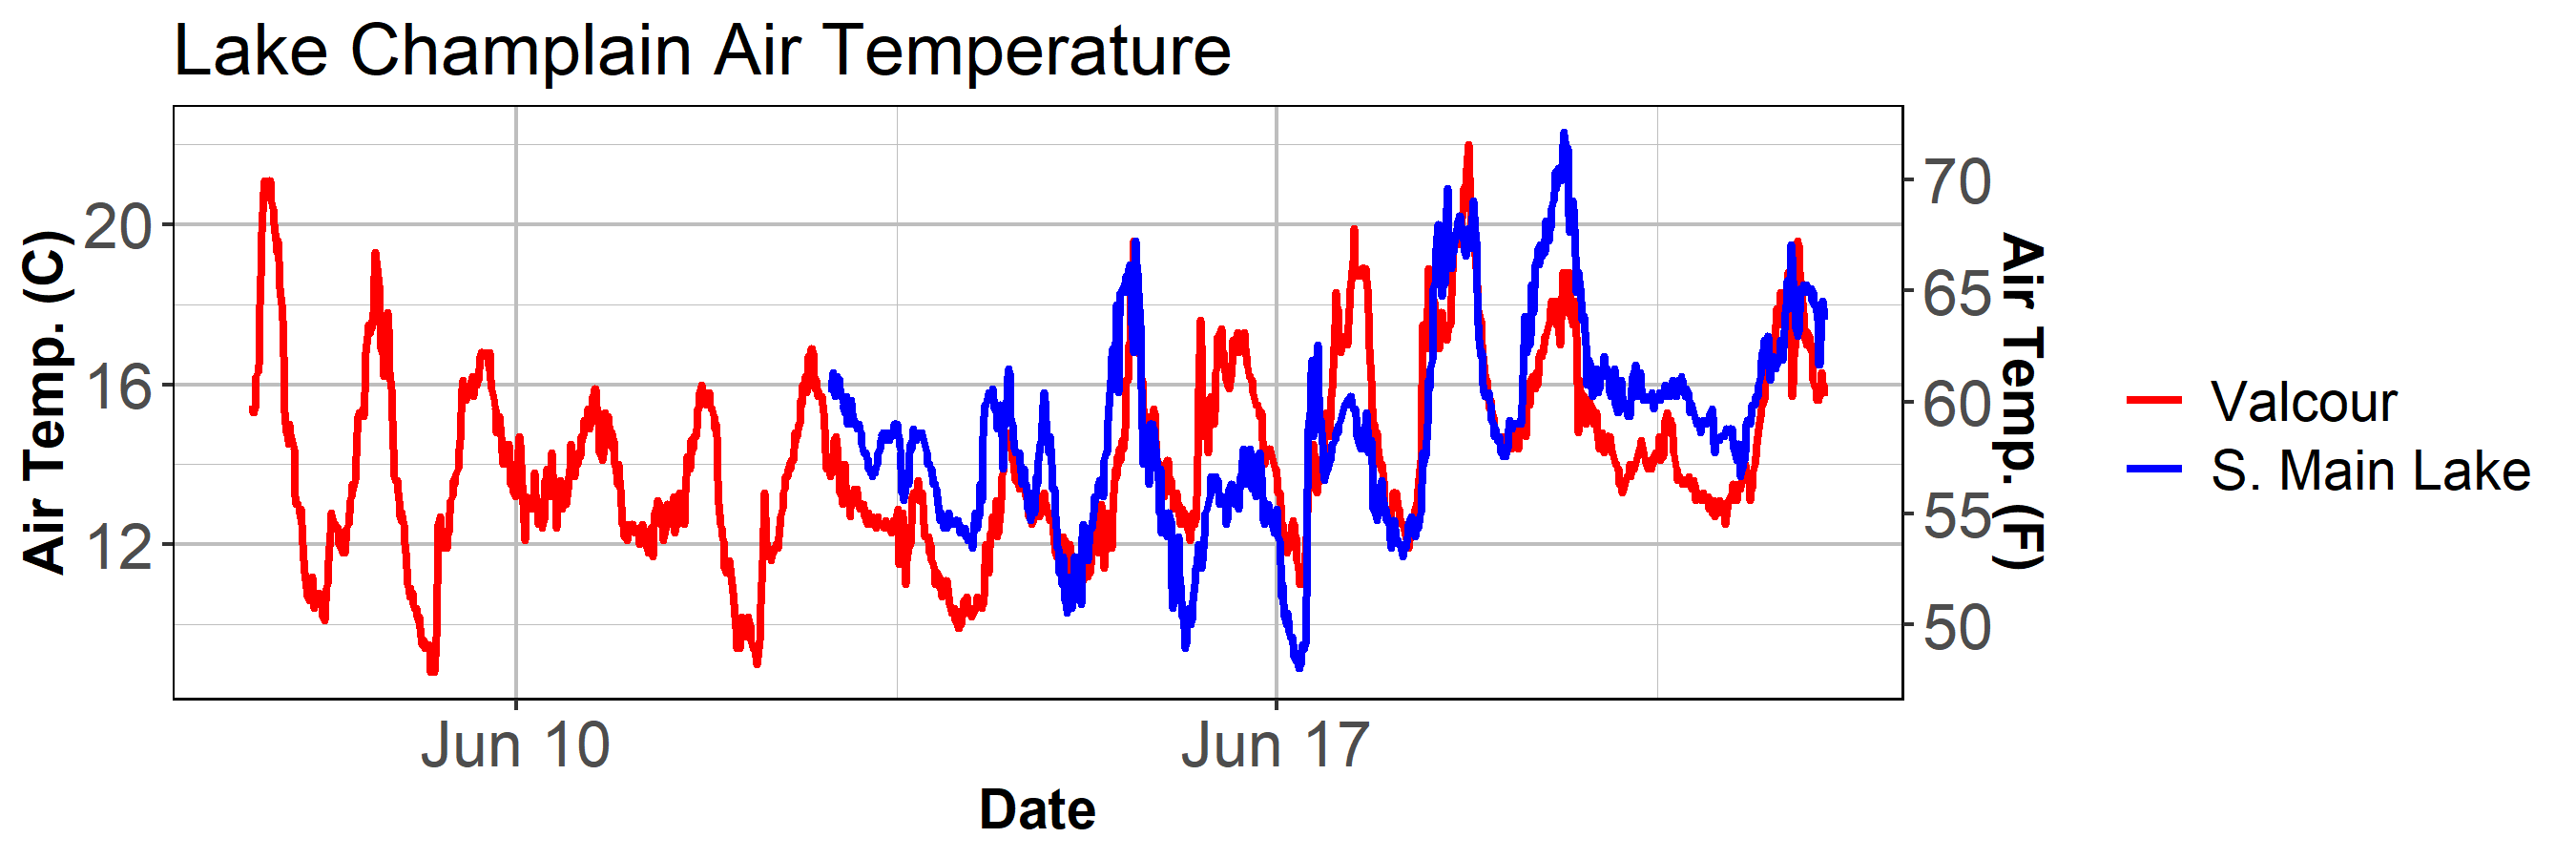 Lake Champlain Air Temperature
Air Temp. (C)
20
16
12
70
65
60
55
50
Air Temp. (F)
Jun 10
Jun 17
Date
Valcour
S. Main Lake